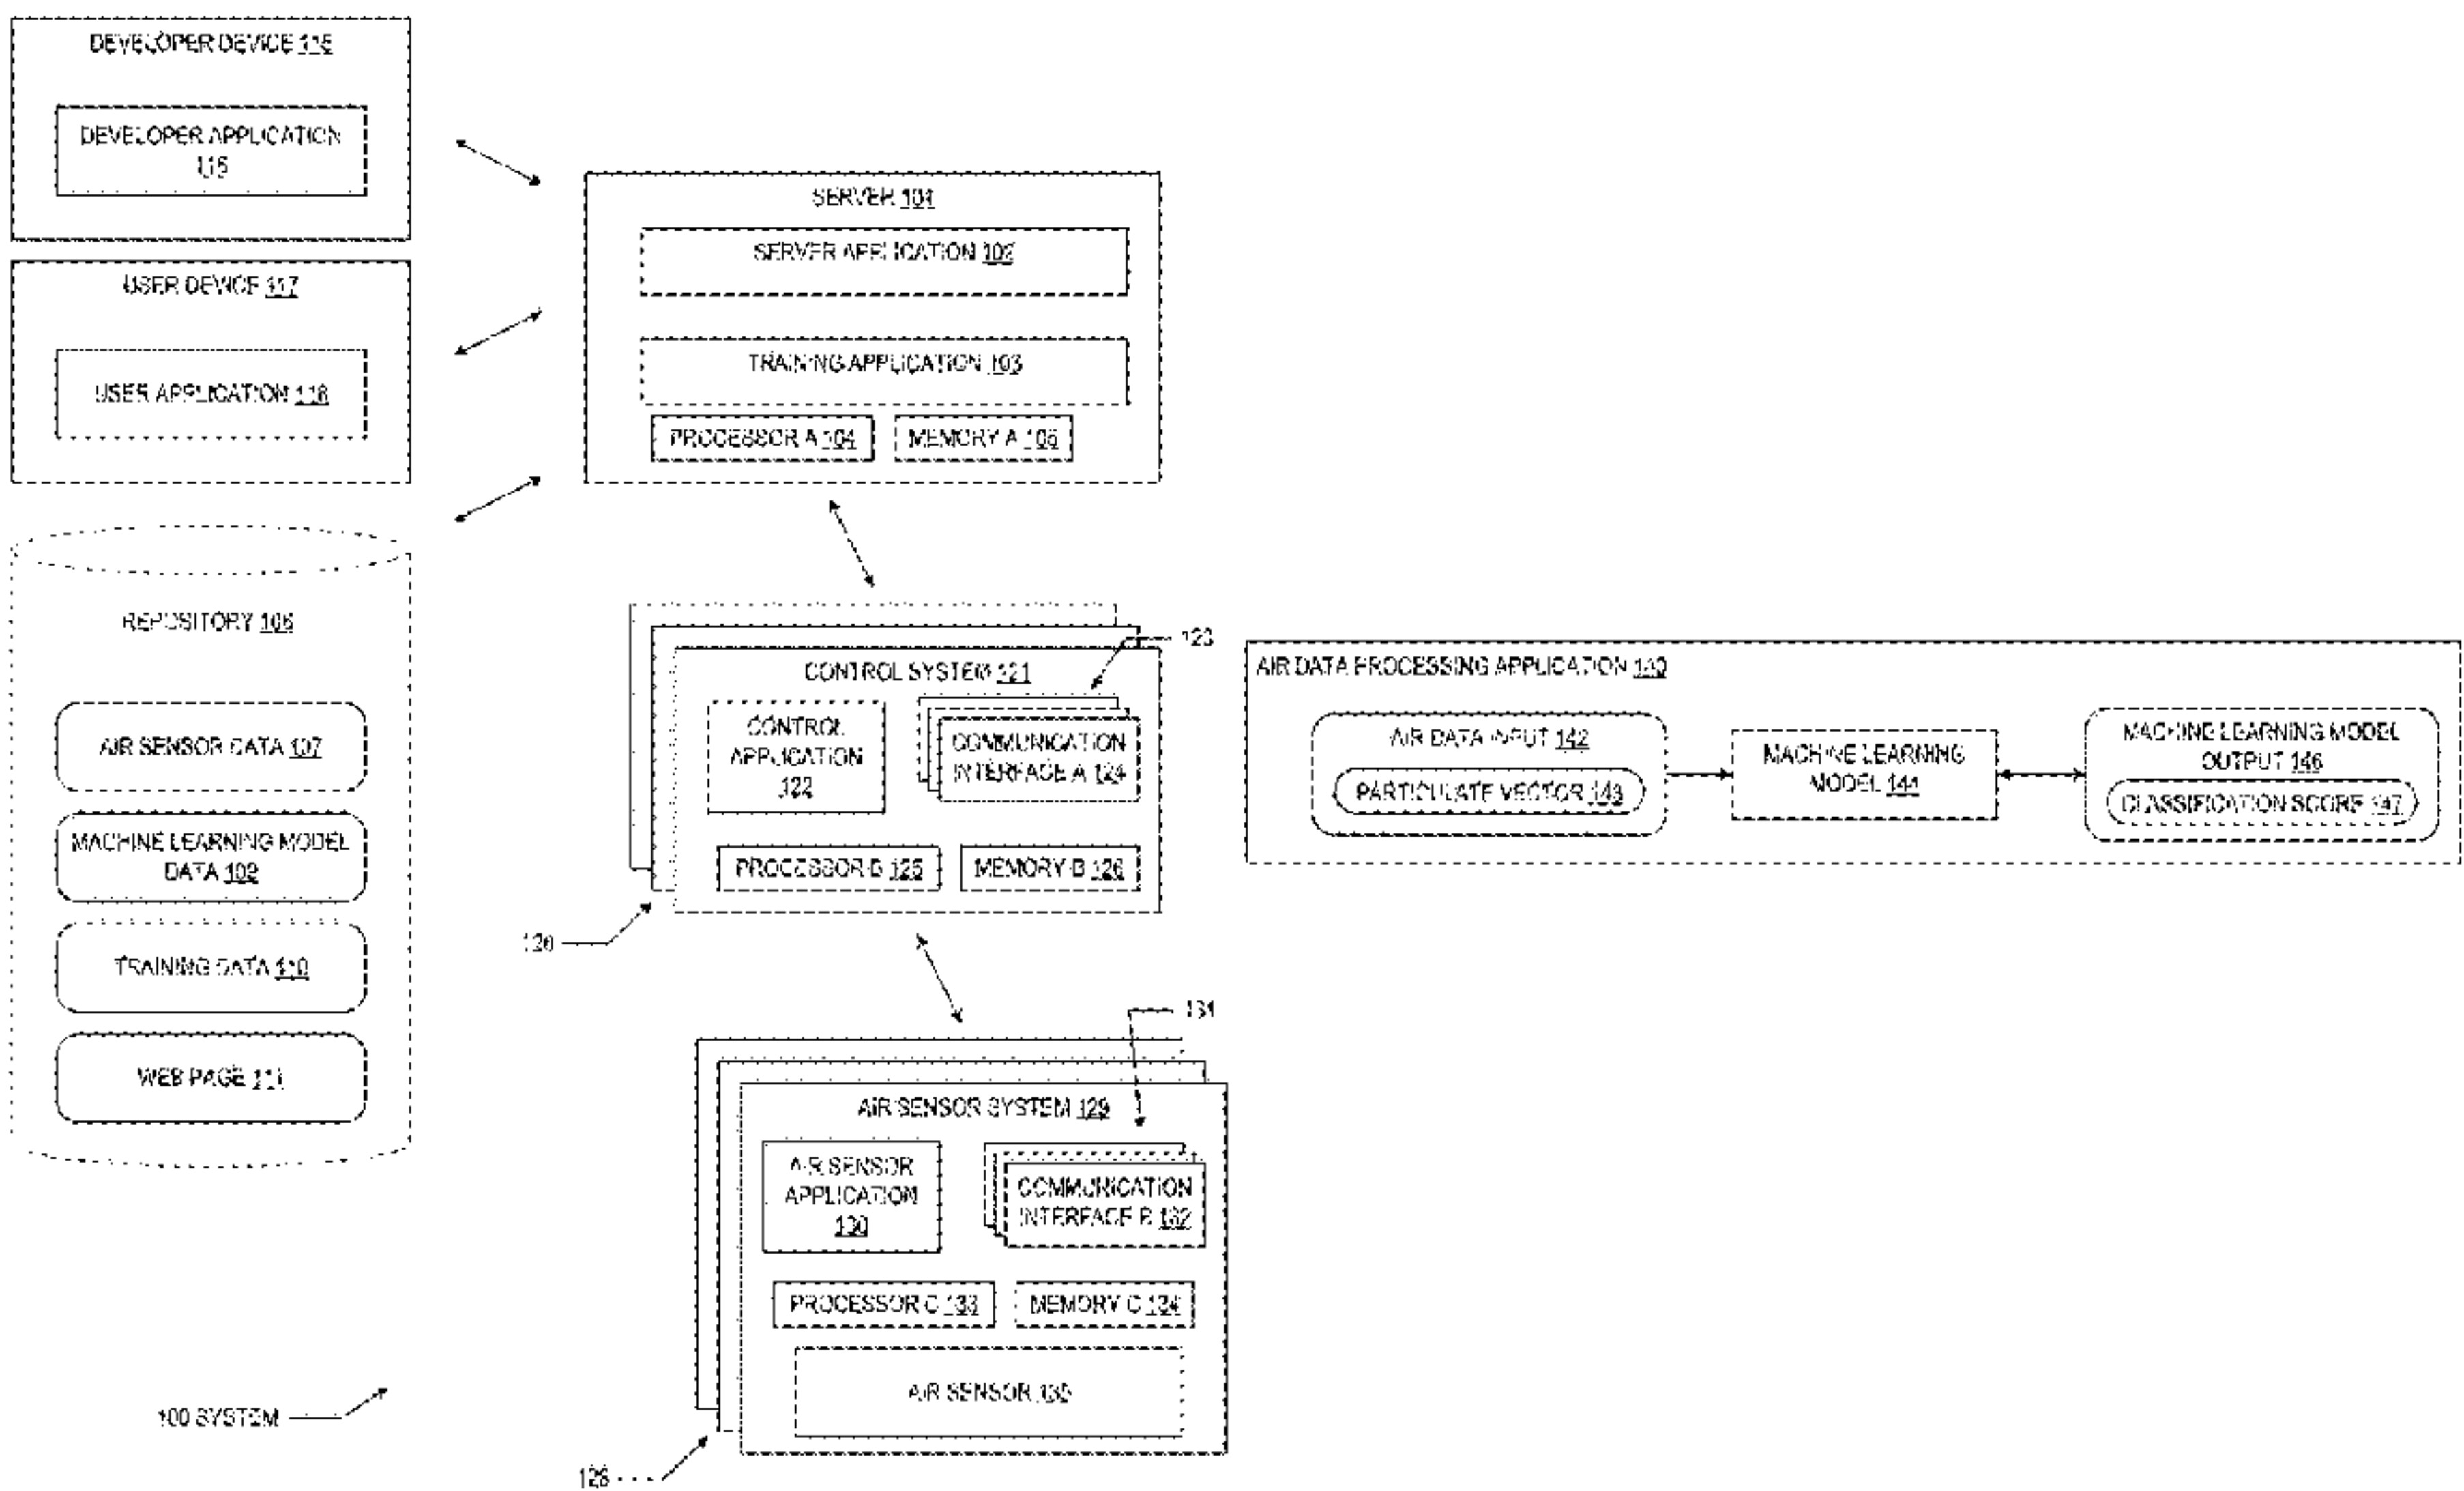 DEVELOPER DEVICE 115
DEVELOPER APPLICATION
116
USER DEVICE 117
USER APPLICATION 118
REPOSITORY 106
AIR SENSOR DATA 107
MACHINE LEARNING MODEL
DATA 109
TRAINING DATA 110
WEB PAGE 111
100 SYSTEM
SERVER 101
SERVER APPLICATION 102
TRAINING APPLICATION 103
PROCESSOR A 104
MEMORY A 105
123
CONTROL SYSTEM 121
CONTROL
APPLICATION
122
COMMUNICATION
INTERFACE A 124
PROCESSOR B 125
MEMORY B 126
120
131
AIR SENSOR SYSTEM 129
AIR SENSOR
APPLICATION
130
COMMUNICATION
INTERFACE B 132
PROCESSOR C 133
MEMORY C 134
AIR SENSOR 135
128
AIR DATA PROCESSING APPLICATION
AIR DATA INPUT 142
PARTICULATE VECTOR 143
MACHINE LEARNING
MODEL 144
MACHINE LEARNING MODEL
OUTPUT 146
CLASSIFICATION SCORE 147